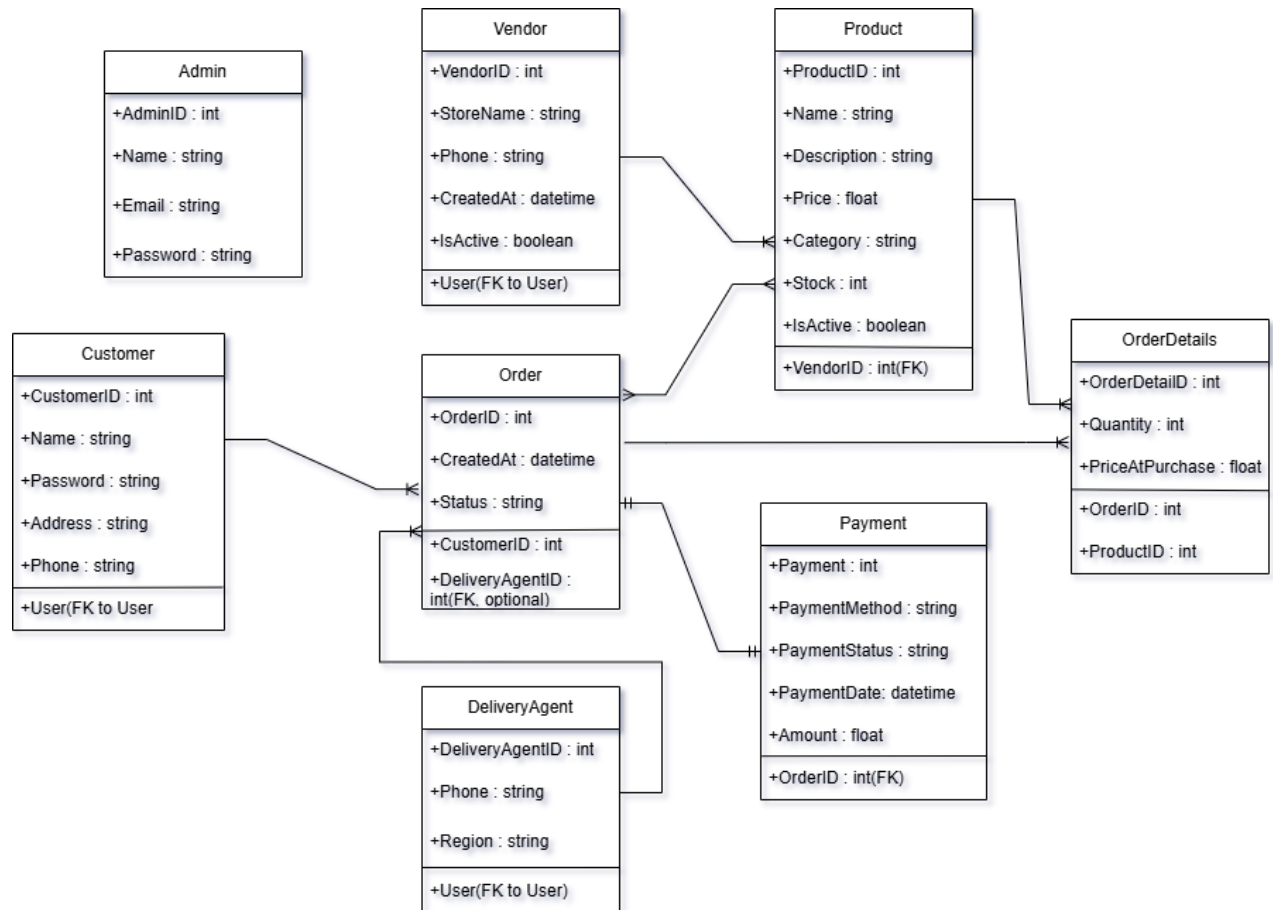 Admin
+AdminID : int
+Name : string
+Email : string
+Password : string
Vendor
+VendorID : int
+StoreName : string
+Phone : string
+CreatedAt : datetime
+IsActive : boolean
+User(FK to User)
Product
+ProductID : int
+Name : string
+Description : string
+Price : float
+Category : string
+Stock : int
+IsActive : boolean
+VendorID : int(FK)
Customer
+CustomerID : int
+Name : string
+Password : string
+Address : string
+Phone : string
+User(FK to User
Order
+OrderID : int
+CreatedAt : datetime
+Status : string
+CustomerID : int
+DeliveryAgentID :
int(FK, optional)
OrderDetails
+OrderDetailID : int
+Quantity : int
+PriceAtPurchase : float
+OrderID : int
+ProductID : int
Payment
+Payment : int
+PaymentMethod : string
+PaymentStatus : string
+PaymentDate: datetime
+Amount : float
+OrderID : int(FK)
DeliveryAgent
+DeliveryAgentID : int
+Phone : string
+Region : string
+User(FK to User)